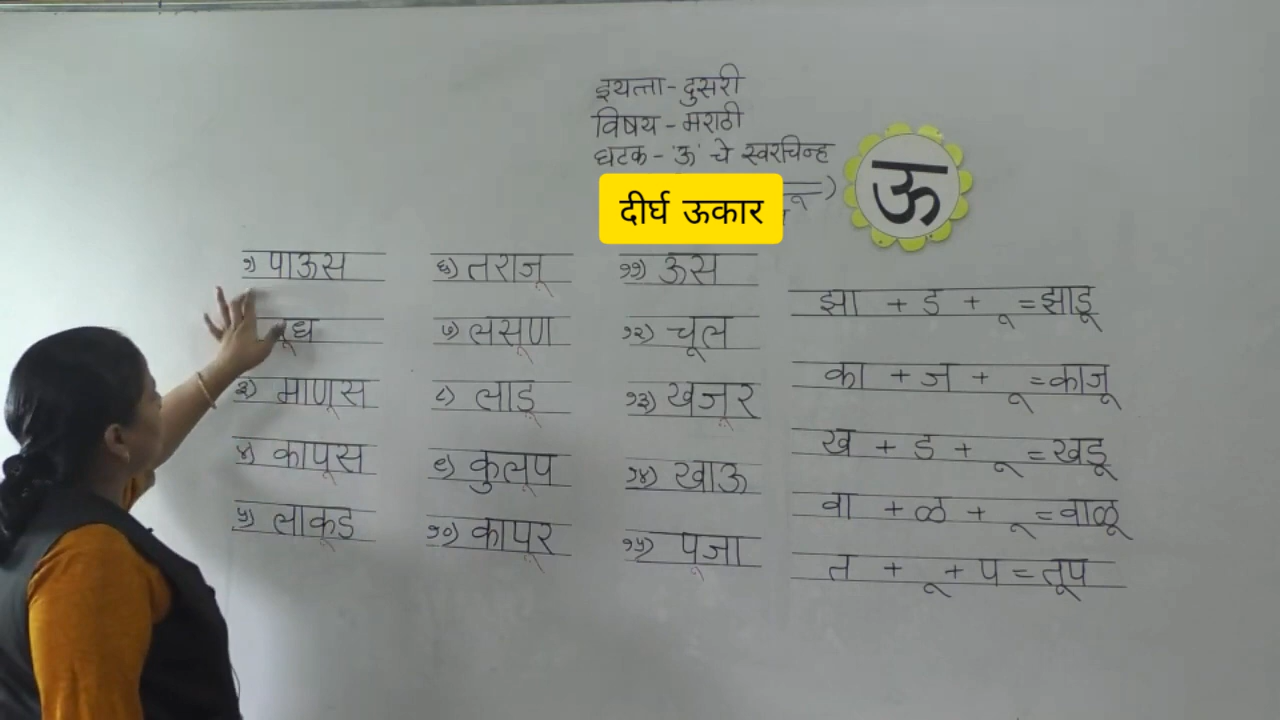 इयत्ता - दुसरी
विषय - मराठी
घटक - 'ऊ' चे स्वरचिन्ह
दीर्घ ऊकार
ऊ
१) पाऊस
दूध
३) माणूस
४) कापूस
५) लाकूड
६) तराजू
७) लसूण
८) लाडू
९) कुलूप
१०) कापूर
११) ऊस
१२) चूल
१३) खजूर
१४) खाऊ
१५) पूजा
झा + ड + ू = झाडू
का + ज + ू = काजू
ख + ड + ू = खडू
वा + ळ + ू = वाळू
त + ू + प = तूप